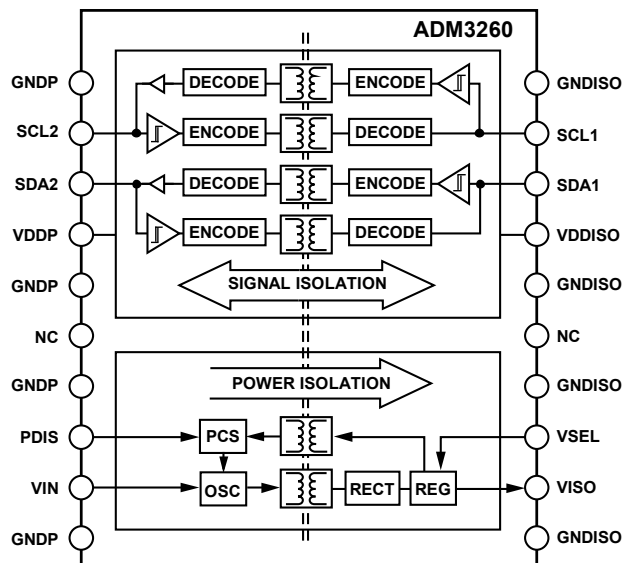 ADM3260
GNDP
DECODE ENCODE
GNDISO
SCL2
ENCODE DECODE
SCL1
SDA2
DECODE ENCODE
SDA1
VDDP
ENCODE DECODE
VDDISO
GNDP
SIGNAL ISOLATION
GNDISO
NC
NC
GNDP
POWER ISOLATION
GNDISO
PDIS
PCS
VSEL
VIN
OSC RECT REG
VISO
GNDP
GNDISO